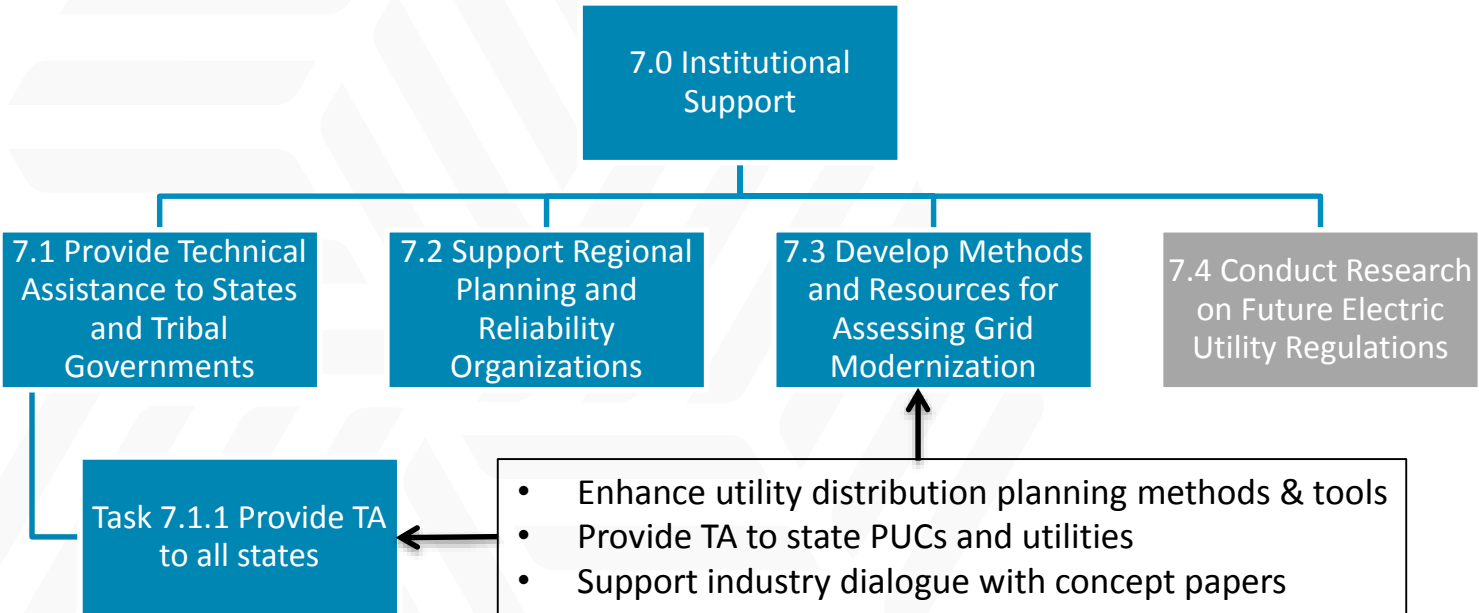 7.0 Institutional
Support
7.1 Provide Technical
Assistance to States
and Tribal
Governments
7.2 Support Regional
Planning and
Reliability
Organizations
7.3 Develop Methods
and Resources for
Assessing Grid
Modernization
7.4 Conduct Research
on Future Electric
Utility Regulations
Task 7.1.1 Provide TA
to all states
• Enhance utility distribution planning methods & tools
• Provide TA to state PUCs and utilities
• Support industry dialogue with concept papers